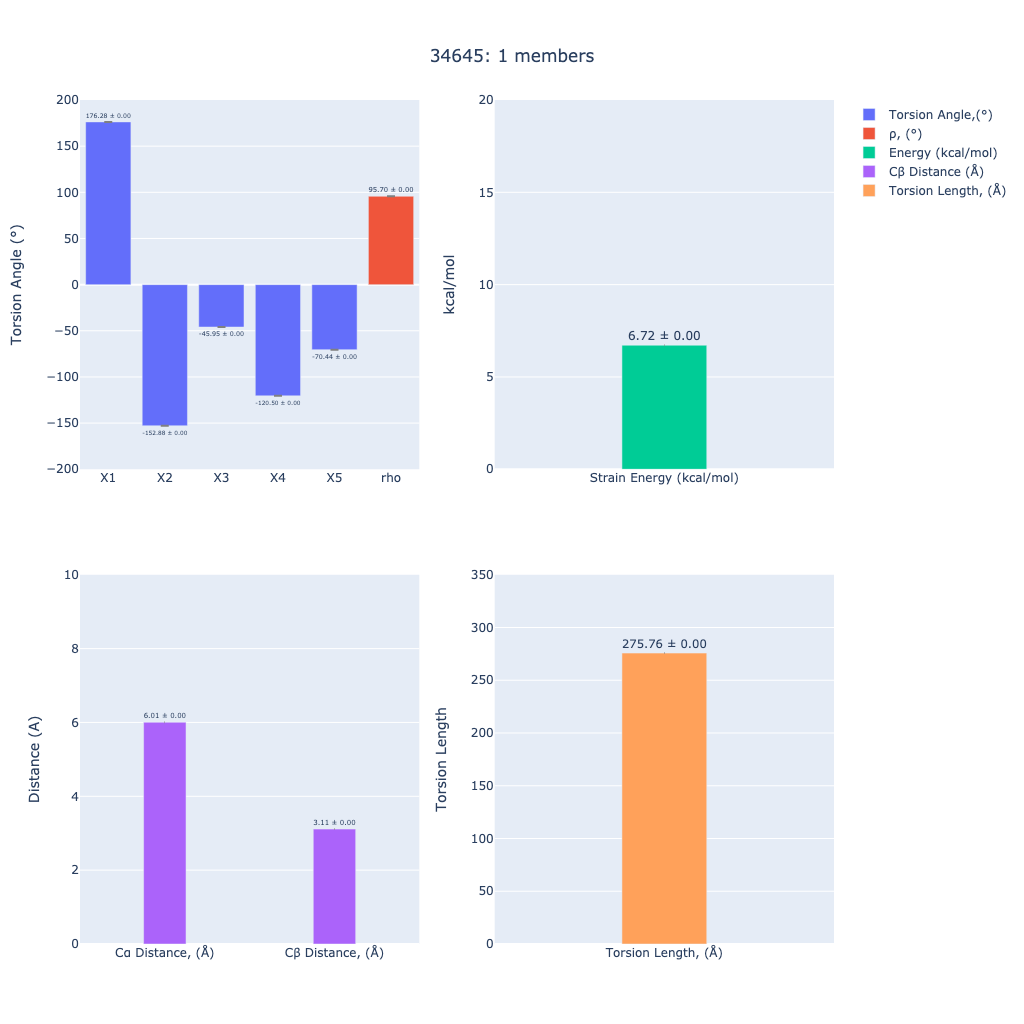 34645: 1 members
Torsion Angle (°)
200
150
100
50
0
−50
−100
−150
−200
176.28 ± 0.00
-152.88 ± 0.00
-45.95 ± 0.00
-120.50 ± 0.00
-70.44 ± 0.00
95.70 ± 0.00
X1 X2 X3 X4 X5 rho
kcal/mol
20
15
10
5
0
6.72 ± 0.00
Strain Energy (kcal/mol)
Torsion Angle,(°)
ρ, (°)
Energy (kcal/mol)
Cβ Distance (Å)
Torsion Length, (Å)
Distance (A)
10
8
6
4
2
0
6.01 ± 0.00
3.11 ± 0.00
Cα Distance, (Å) Cβ Distance, (Å)
Torsion Length
350
300
250
200
150
100
50
0
275.76 ± 0.00
Torsion Length, (Å)